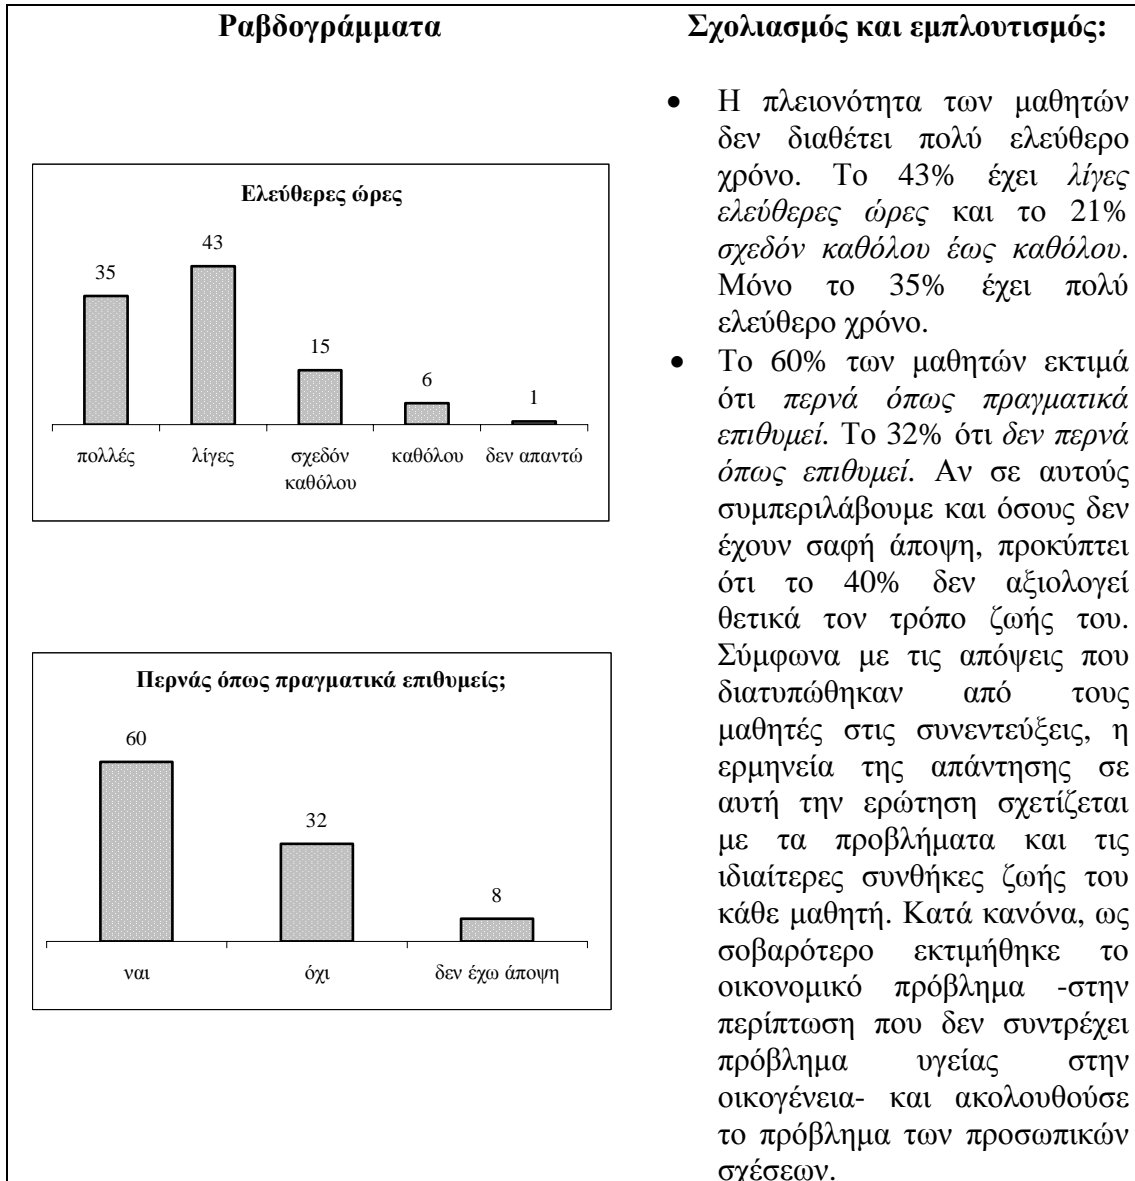 Ραβδογράμματα
Ελεύθερες ώρες
35
43
15
6
1
πολλές
λίγες
σχεδόν
καθόλου
καθόλου
δεν απαντώ
Περνάς όπως πραγματικά επιθυμείς;
60
32
8
ναι
όχι
δεν έχω άποψη
Σχολιασμός και εμπλουτισμός:
• Η πλειονότητα των μαθητών
δεν διαθέτει πολύ ελεύθερο
χρόνο. Το 43% έχει λίγες
ελεύθερες ώρες και το 21%
σχεδόν καθόλου έως καθόλου.
Μόνο το 35% έχει πολύ
ελεύθερο χρόνο.
• Το 60% των μαθητών εκτιμά
ότι περνά όπως πραγματικά
επιθυμεί. Το 32% ότι δεν περνά
όπως επιθυμεί. Αν σε αυτούς
συμπεριλάβουμε και όσους δεν
έχουν σαφή άποψη, προκύπτει
ότι το 40% δεν αξιολογεί
θετικά τον τρόπο ζωής του.
Σύμφωνα με τις απόψεις που
διατυπώθηκαν από τους
μαθητές στις συνεντεύξεις, η
ερμηνεία της απάντησης σε
αυτή την ερώτηση σχετίζεται
με τα προβλήματα και τις
ιδιαίτερες συνθήκες ζωής του
κάθε μαθητή. Κατά κανόνα, ως
σοβαρότερο εκτιμήθηκε το
οικονομικό πρόβλημα -στην
περίπτωση που δεν συντρέχει
πρόβλημα υγείας στην
οικογένεια- και ακολουθούσε
το πρόβλημα των προσωπικών
σχέσεων.